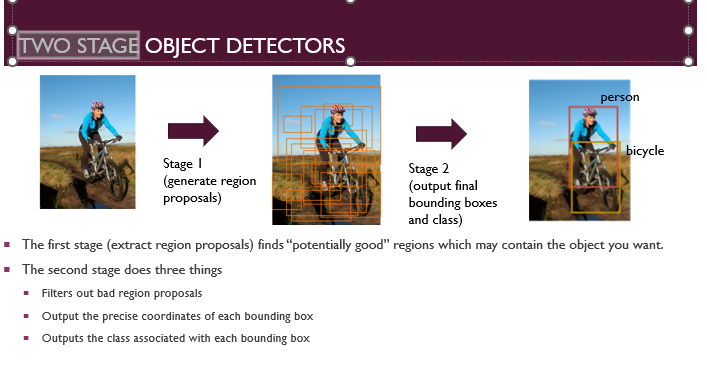 TWO STAGE OBJECT DETECTORS
person
bicycle
Stage 1
(generate region
proposals)
Stage 2
(output final
bounding boxes
and class)
The first stage (extract region proposals) finds “potentially good” regions which may contain the object you want.
The second stage does three things
Filters out bad region proposals
Output the precise coordinates of each bounding box
Outputs the class associated with each bounding box